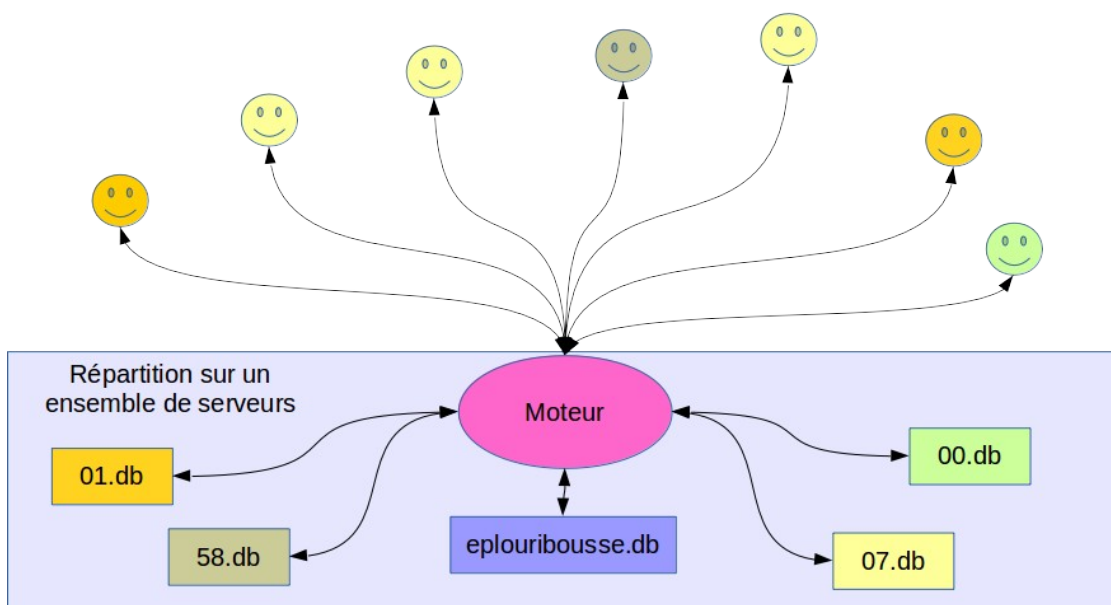 Répartition sur un
ensemble de serveurs
Moteur
01.db
00.db
58.db
eplouribousse.db
07.db